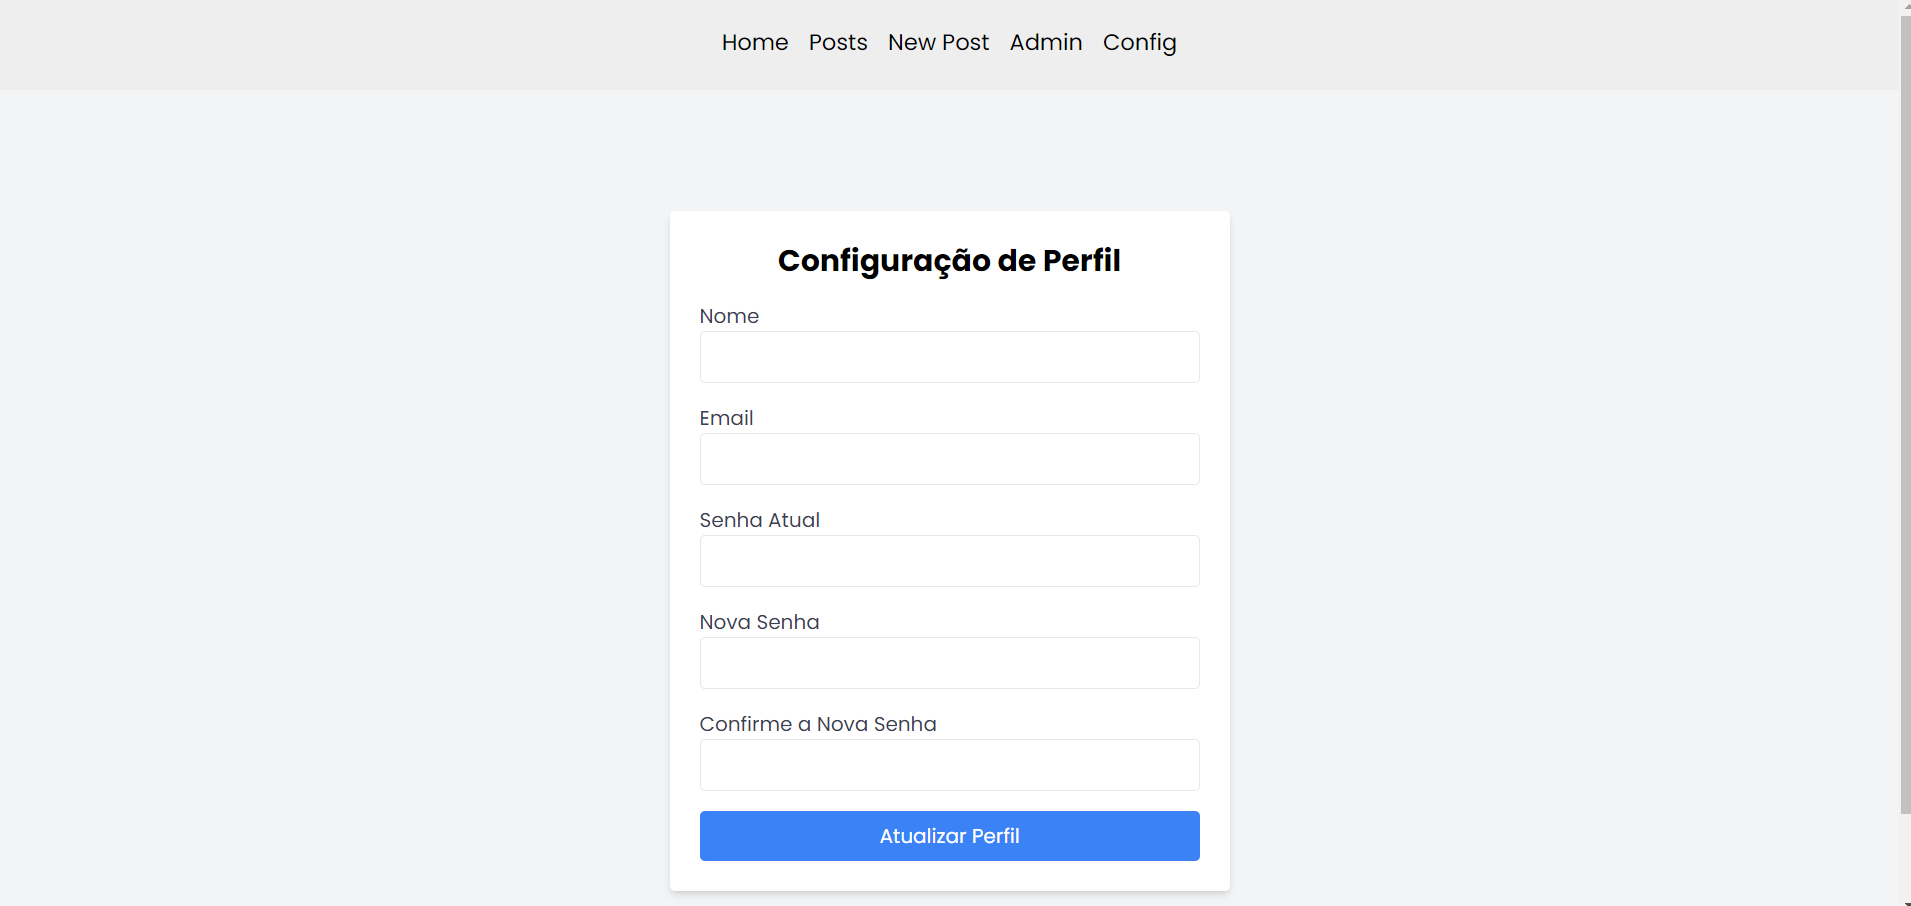 Home Posts New Post Admin Config
Configuração de Perfil
Nome
Email
Senha Atual
Nova Senha
Confirme a Nova Senha
Atualizar Perfil